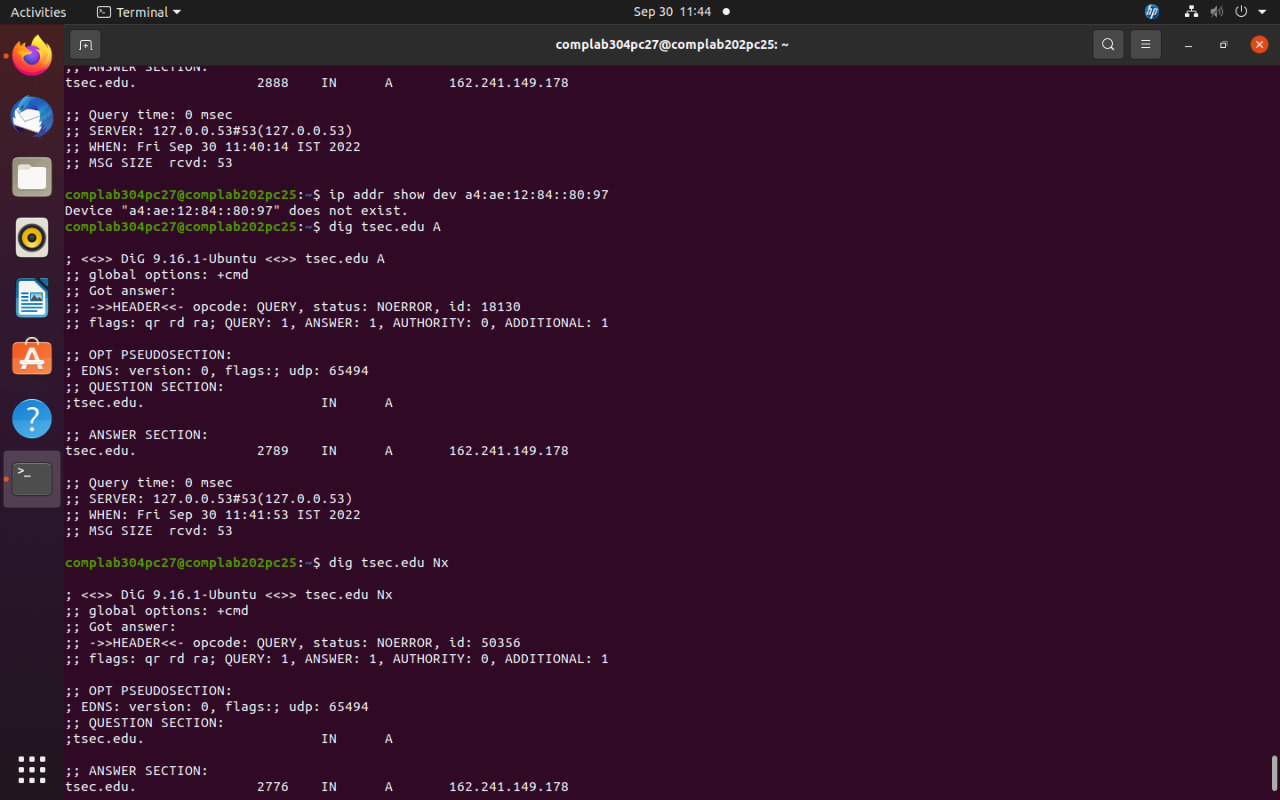 Activities Terminal Sep 30 11:44
complab304pc27@complab202pc25: ~
;; ANSWER SECTION:
tsec.edu. 2888 IN A 162.241.149.178
;; Query time: 0 msec
;; SERVER: 127.0.0.53#53(127.0.0.53)
;; WHEN: Fri Sep 30 11:40:14 IST 2022
;; MSG SIZE  rcvd: 53
complab304pc27@complab202pc25:~$ ip addr show dev a4:ae:12:84::80:97
Device "a4:ae:12:84::80:97" does not exist.
complab304pc27@complab202pc25:~$ dig tsec.edu A
; <<>> DiG 9.16.1-Ubuntu <<>> tsec.edu A
;; global options: +cmd
;; Got answer:
;; ->>HEADER<<- opcode: QUERY, status: NOERROR, id: 18130
;; flags: qr rd ra; QUERY: 1, ANSWER: 1, AUTHORITY: 0, ADDITIONAL: 1
;; OPT PSEUDOSECTION:
; EDNS: version: 0, flags:; udp: 65494
;; QUESTION SECTION:
;tsec.edu. IN A
;; ANSWER SECTION:
tsec.edu. 2789 IN A 162.241.149.178
;; Query time: 0 msec
;; SERVER: 127.0.0.53#53(127.0.0.53)
;; WHEN: Fri Sep 30 11:41:53 IST 2022
;; MSG SIZE  rcvd: 53
complab304pc27@complab202pc25:~$ dig tsec.edu Nx
; <<>> DiG 9.16.1-Ubuntu <<>> tsec.edu Nx
;; global options: +cmd
;; Got answer:
;; ->>HEADER<<- opcode: QUERY, status: NOERROR, id: 50356
;; flags: qr rd ra; QUERY: 1, ANSWER: 1, AUTHORITY: 0, ADDITIONAL: 1
;; OPT PSEUDOSECTION:
; EDNS: version: 0, flags:; udp: 65494
;; QUESTION SECTION:
;tsec.edu. IN A
;; ANSWER SECTION:
tsec.edu. 2776 IN A 162.241.149.178